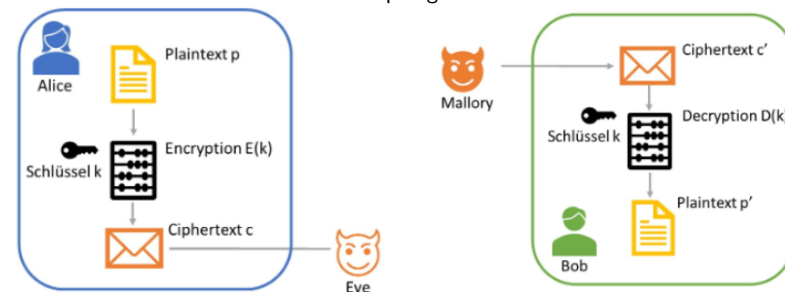 Alice
Plaintext p
Schlüssel k
Encryption E(k)
Ciphertext c
Eve
Mallory
Ciphertext c’
Schlüssel k
Decryption D(k)
Plaintext p’
Bob